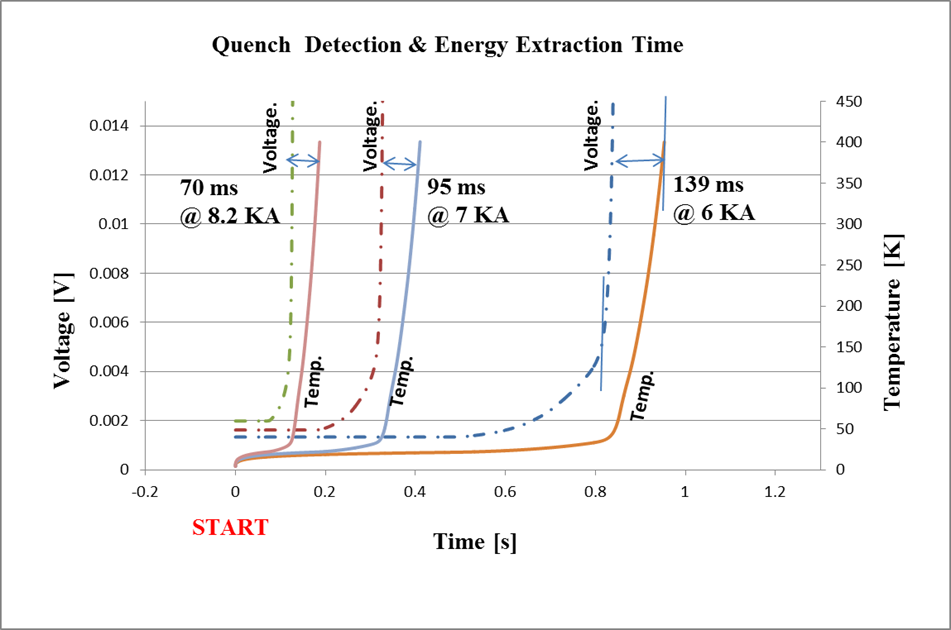 Quench Detection & Energy Extraction Time
Voltage [V]
0.014
0.012
0.01
0.008
0.006
0.004
0.002
0
450
400
350
300
250
200
150
100
50
0
Temperature [K]
Voltage.
Voltage.
Voltage.
70 ms
@ 8.2 KA
95 ms
@ 7 KA
139 ms
@ 6 KA
Temp.
Temp.
Temp.
-0.2
0
0.2
0.4
0.6
0.8
1
1.2
START
Time [s]